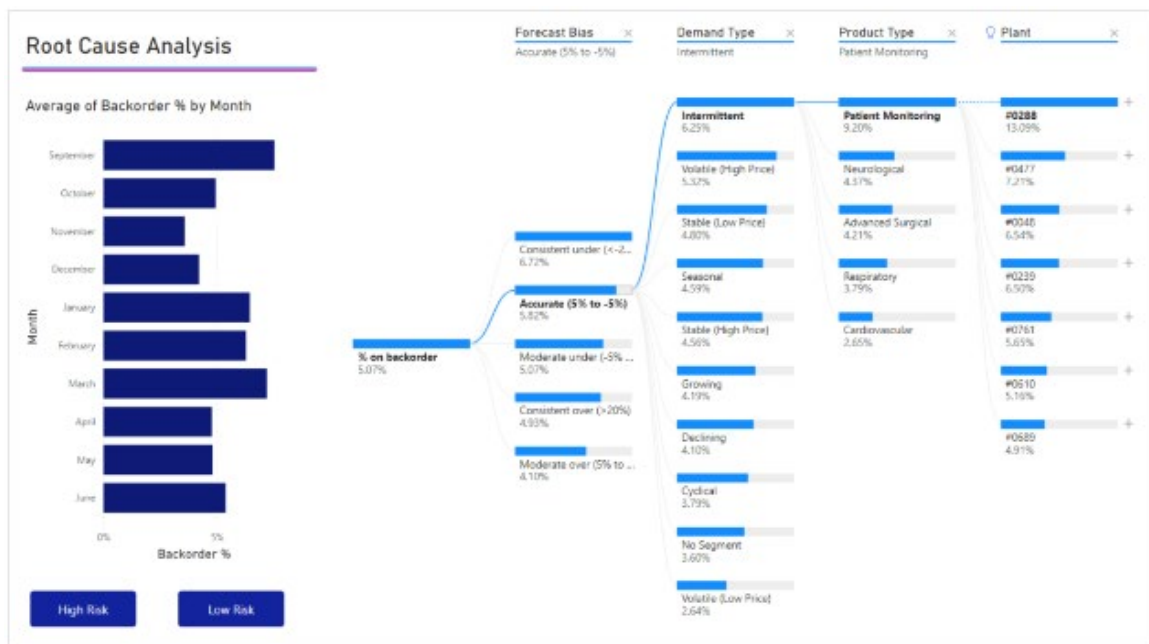 Root Cause Analysis
Average of Backorder % by Month
Month
September
October
November
December
January
February
March
April
May
June
0%
5%
Backorder %
High Risk
Low Risk
Forecast Bias
Accurate (5% to -5%)
Demand Type
Intermittent
Product Type
Patient Monitoring
Plant
% on backorder
5.07%
Consistent under (<-2...
6.72%
Accurate (5% to -5%)
5.82%
Moderate under (-5% ...
5.07%
Consistent over (>20%)
4.93%
Moderate over (5% to ...
4.10%
Intermittent
6.25%
Volatile (High Price)
5.32%
Stable (Low Price)
4.80%
Seasonal
4.59%
Stable (High Price)
4.56%
Growing
4.19%
Declining
4.10%
Cyclical
3.79%
No Segment
3.60%
Volatile (Low Price)
2.64%
Patient Monitoring
9.20%
Neurological
4.37%
Advanced Surgical
4.21%
Respiratory
3.79%
Cardiovascular
2.65%
#0288
13.09%
#0477
7.21%
#0046
6.54%
#0239
6.50%
#0761
5.65%
#0610
5.16%
#0689
4.91%